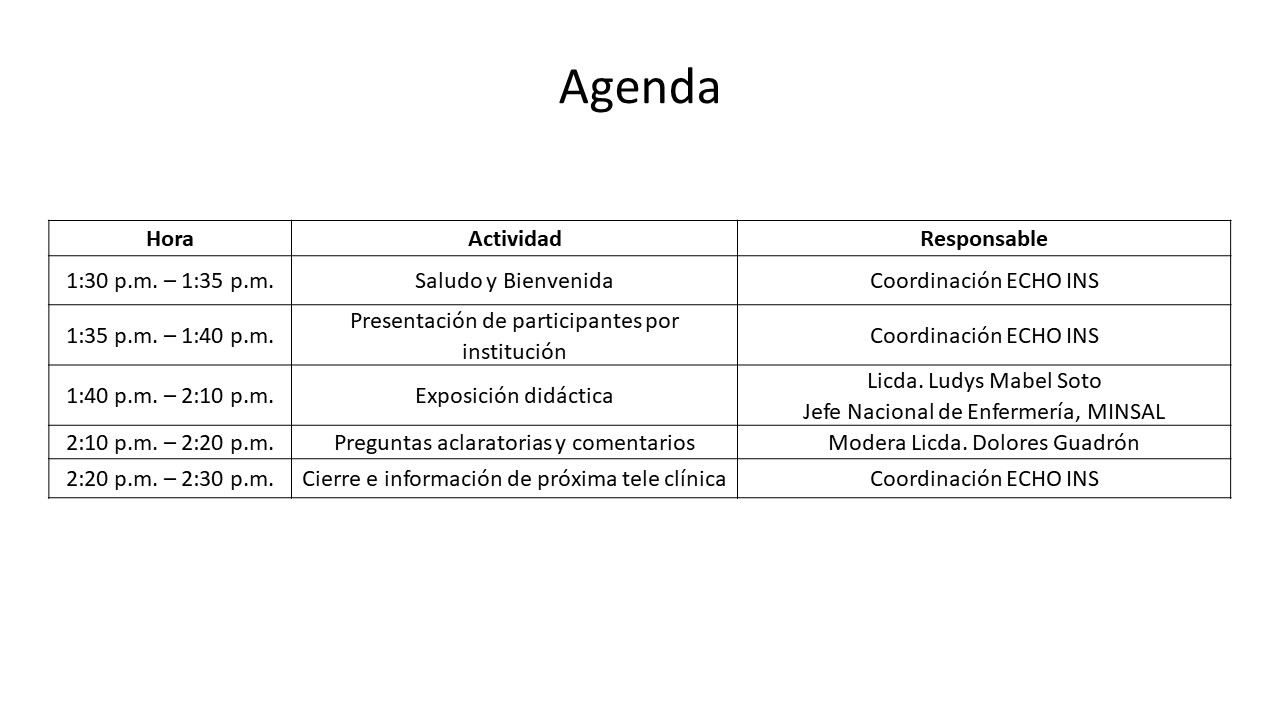 Agenda
Hora Actividad Responsable
1:30 p.m. – 1:35 p.m. Saludo y Bienvenida Coordinación ECHO INS
1:35 p.m. – 1:40 p.m. Presentación de participantes por
institución Coordinación ECHO INS
1:40 p.m. – 2:10 p.m. Exposición didáctica Licda. Ludys Mabel Soto
Jefe Nacional de Enfermería, MINSAL
2:10 p.m. – 2:20 p.m. Preguntas aclaratorias y comentarios Modera Licda. Dolores Guadrón
2:20 p.m. – 2:30 p.m. Cierre e información de próxima tele clínica Coordinación ECHO INS